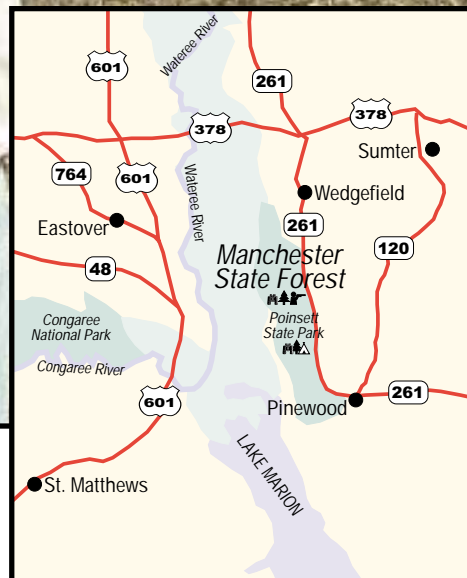 Wateree River
601
261
378
378
Sumter
764
601
Wateree River
Wedgefield
Eastover
261
120
Manchester
State Forest
48
Poinsett
State Park
Congaree
National Park
Congaree River
601
Pinewood
261
LAKE MARION
St. Matthews